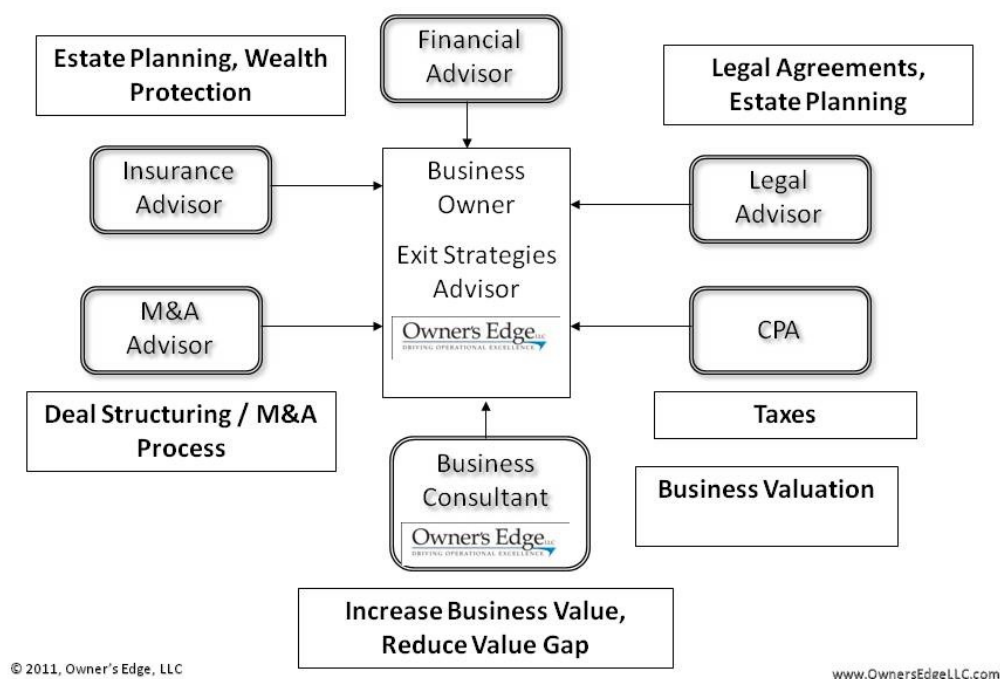 Financial
Advisor
Estate Planning, Wealth
Protection
Legal Agreements,
Estate Planning
Insurance
Advisor
Business
Owner
Exit Strategies
Advisor
Owner's Edge LLC
DRIVING OPERATIONAL EXCELLENCE
Legal
Advisor
M&A
Advisor
CPA
Deal Structuring / M&A
Process
Taxes
Business
Consultant
Owner's Edge LLC
DRIVING OPERATIONAL EXCELLENCE
Business Valuation
Increase Business Value,
Reduce Value Gap
© 2011, Owner's Edge, LLC
www.OwnersEdgeLLC.com